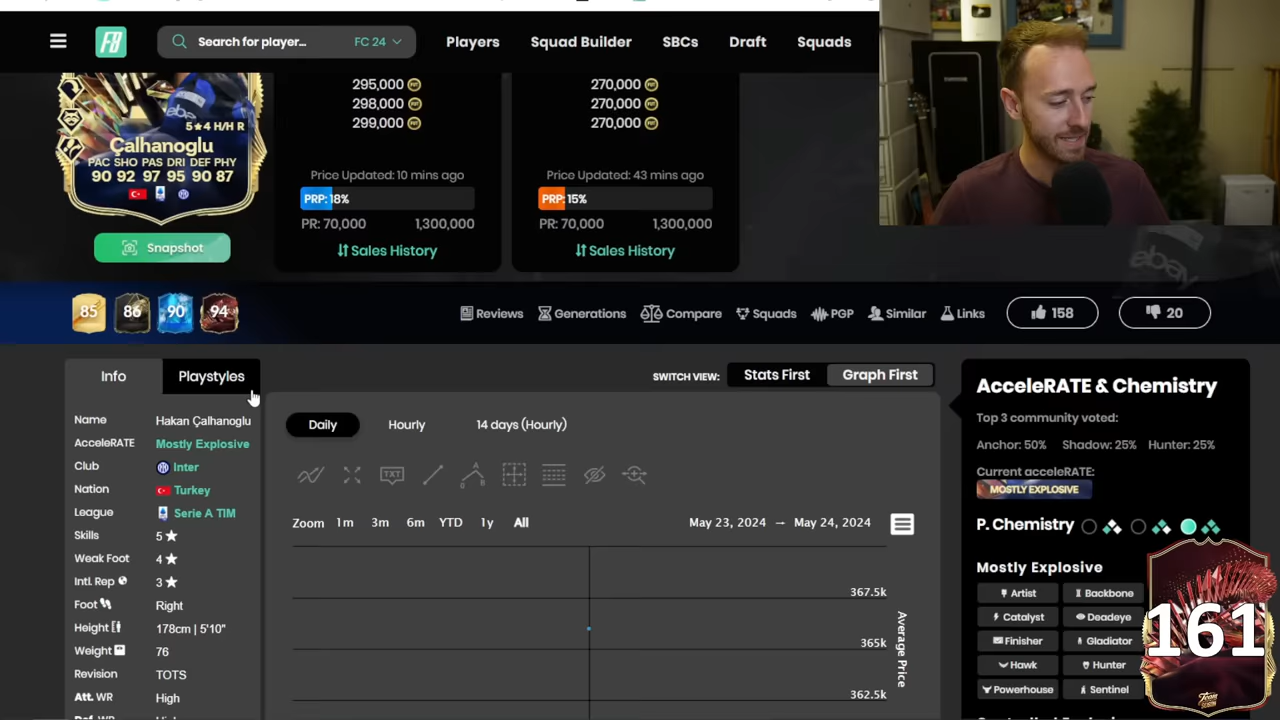 FB
Search for player...
FC 24
Players
Squad Builder
SBCs
Draft
Squads
295,000
298,000
299,000
Price Updated: 10 mins ago
PRP: 18%
PR: 70,000
1,300,000
Sales History
270,000
270,000
270,000
Price Updated: 43 mins ago
PRP: 15%
PR: 70,000
1,300,000
Sales History
ebay
5★4 H/H R
Çalhanoglu
PAC SHO PAS DRI DEF PHY
90 92 97 95 90 87
Snapshot
ebay
85
86
90
94
Reviews
Generations
Compare
Squads
PGP
Similar
Links
158
20
Info
Playstyles
Name Hakan Çalhanoglu
AcceleRATE Mostly Explosive
Club Inter
Nation Turkey
League Serie A TIM
Skills 5★
Weak Foot 4★
Intl. Rep 3★
Foot Right
Height 178cm | 5'10"
Weight 76
Revision TOTS
Att. WR High
SWITCH VIEW:
Stats First
Graph First
Daily
Hourly
14 days (Hourly)
TXT
Zoom 1m 3m 6m YTD 1y All
May 23, 2024 → May 24, 2024
367.5k
365k
362.5k
Average Price
AcceleRATE & Chemistry
Top 3 community voted:
Anchor: 50% Shadow: 25% Hunter: 25%
Current acceleRATE:
MOSTLY EXPLOSIVE
P. Chemistry
Mostly Explosive
Artist
Backbone
Catalyst
Deadeye
Finisher
Gladiator
Hawk
Hunter
Powerhouse
Sentinel
161